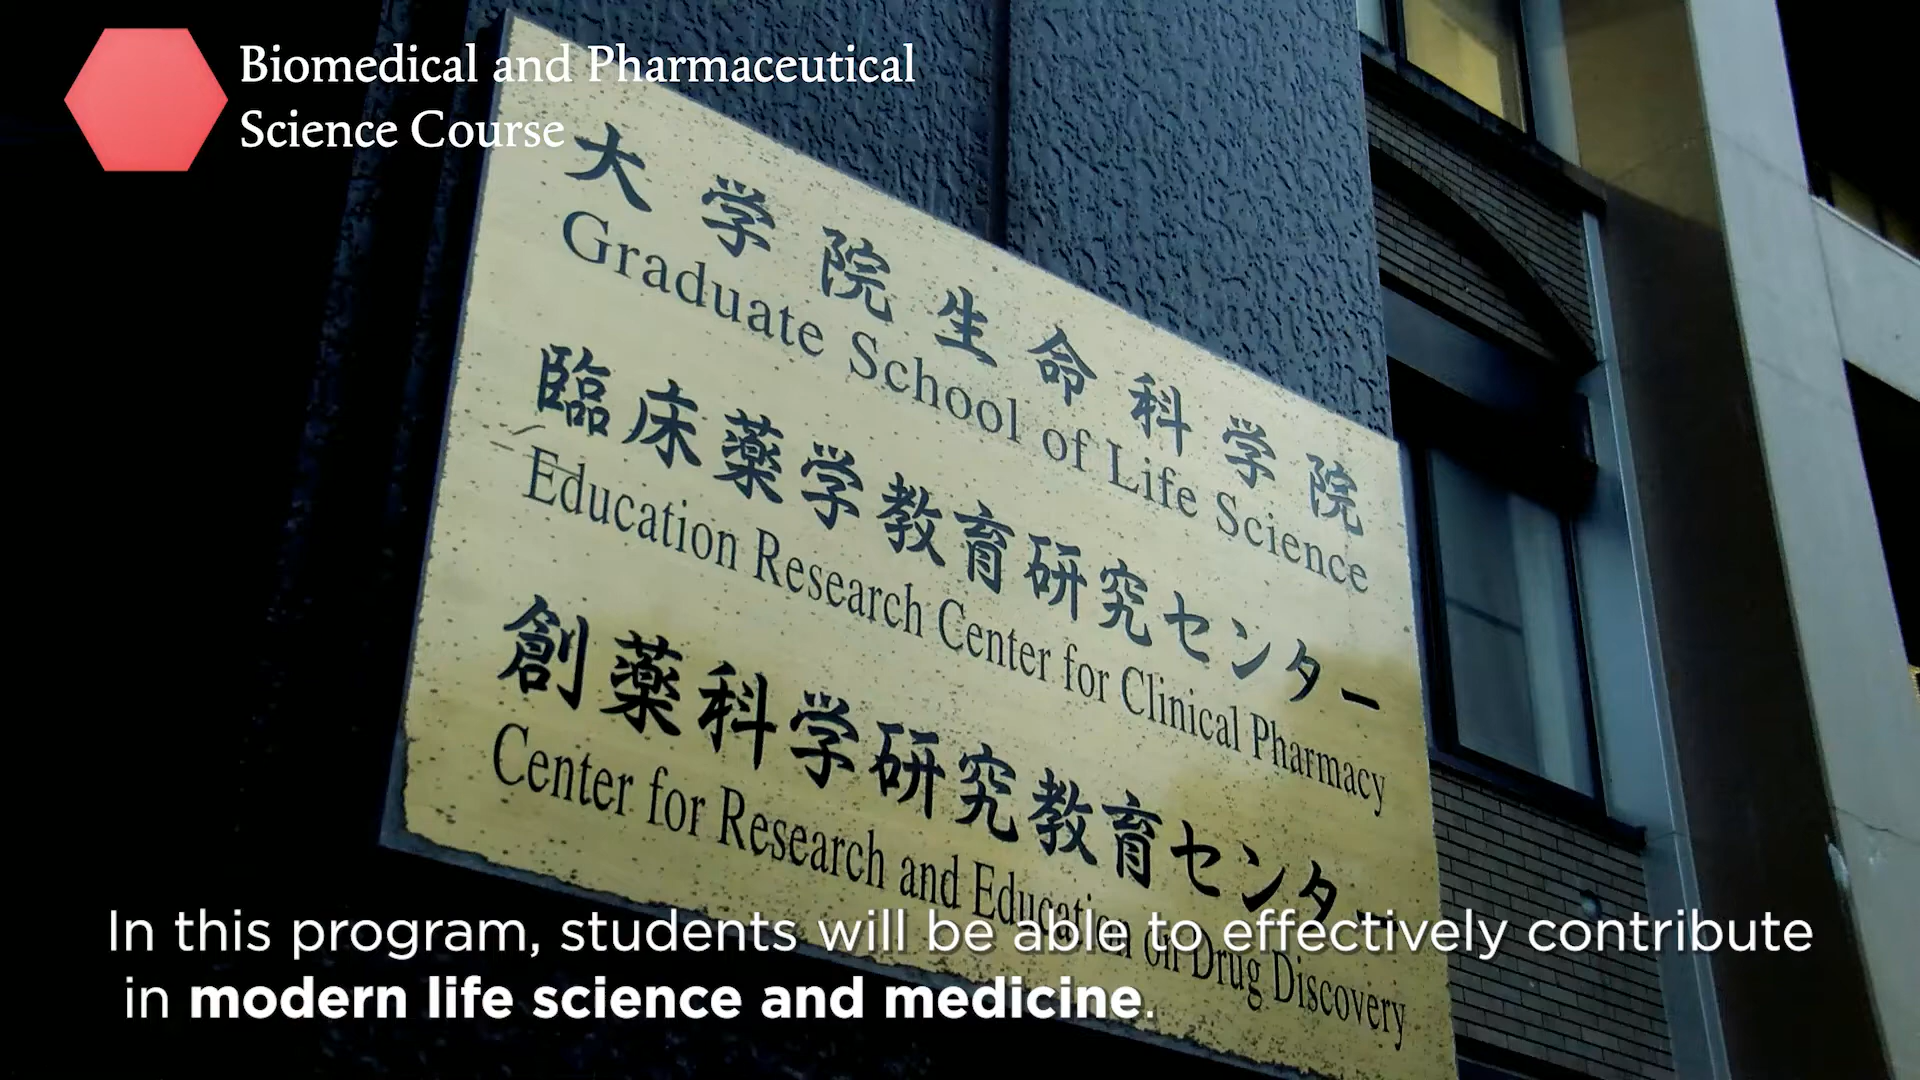 Biomedical and Pharmaceutical
Science Course
大学院生命科学院
Graduate School of Life Science
臨床薬学教育研究センター
Education Research Center for Clinical Pharmacy
創薬科学研究教育センター
Center for Research and Education on Drug Discovery
In this program, students will be able to effectively contribute
in modern life science and medicine.